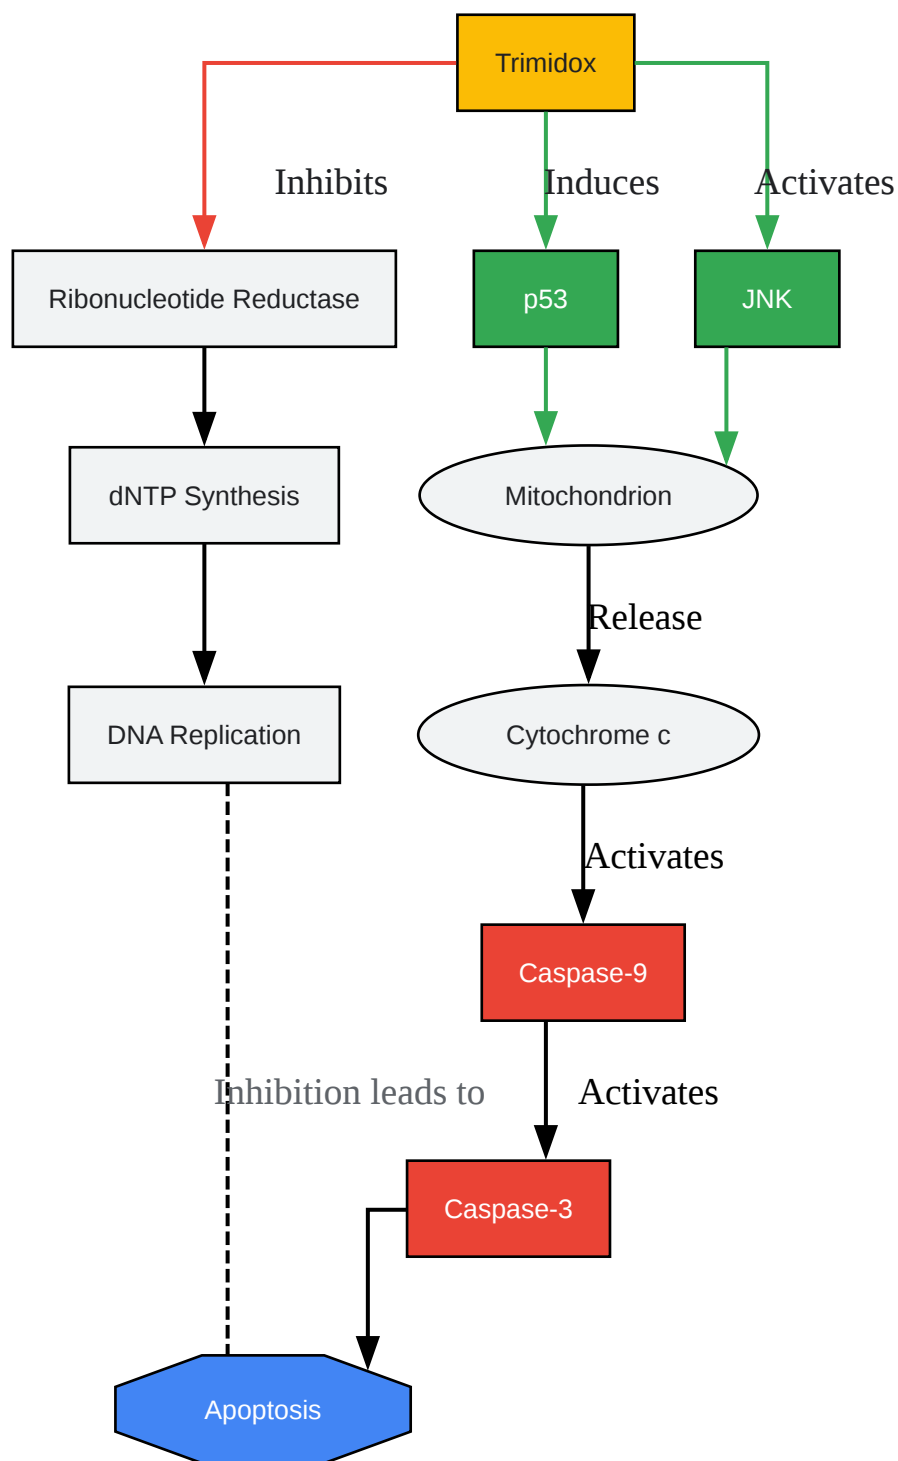 Trimidox
Inhibits
Induces
Activates
Ribonucleotide Reductase
p53
JNK
dNTP Synthesis
Mitochondrion
Release
DNA Replication
Cytochrome c
Activates
Caspase-9
Inhibition leads to
Activates
Caspase-3
Apoptosis